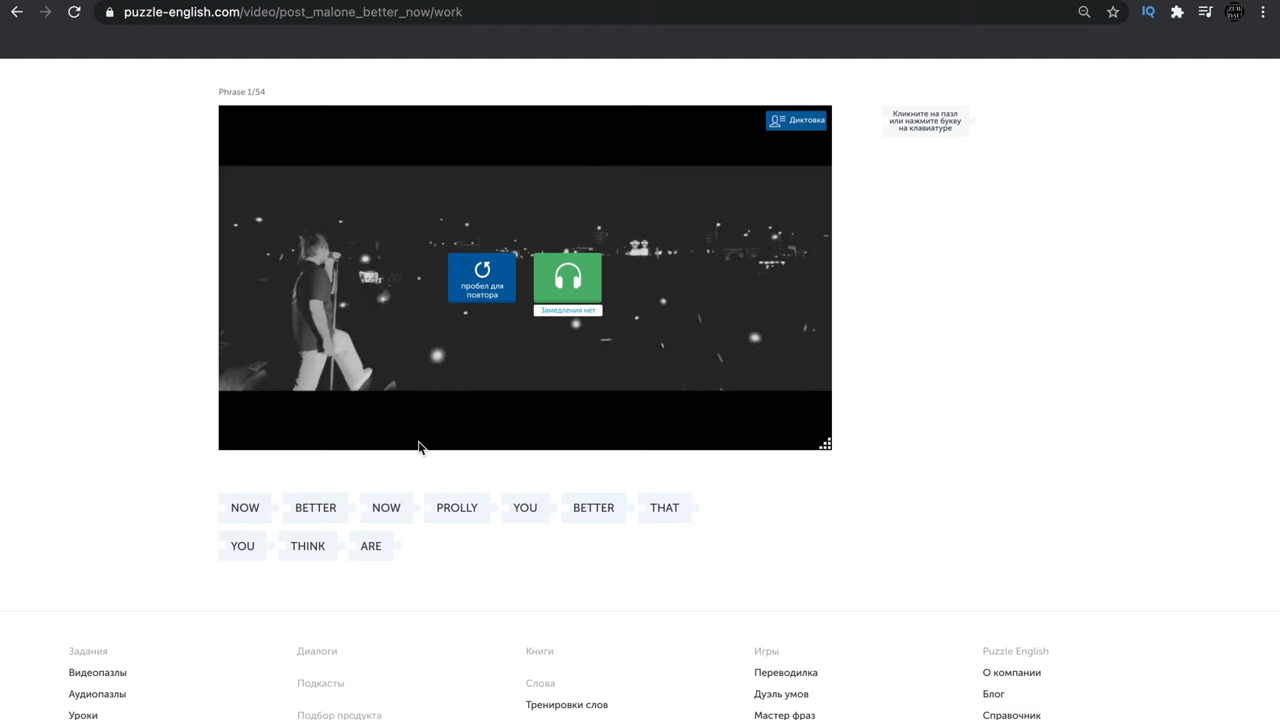 puzzle-english.com/video/post_malone_better_now/work
IQ
Phrase 1/54
Диктовка
Кликните на пазл
или нажмите букву
на клавиатуре
пробел для
повтора
Замедления нет
NOW BETTER NOW PROLLY YOU BETTER THAT
YOU THINK ARE
Задания Диалоги Книги Игры Puzzle English
Видеопазлы Подкасты Слова Переводилка О компании
Аудиопазлы Тренировки слов Дуэль умов Блог
Уроки Подбор продукта Мастер фраз Справочник